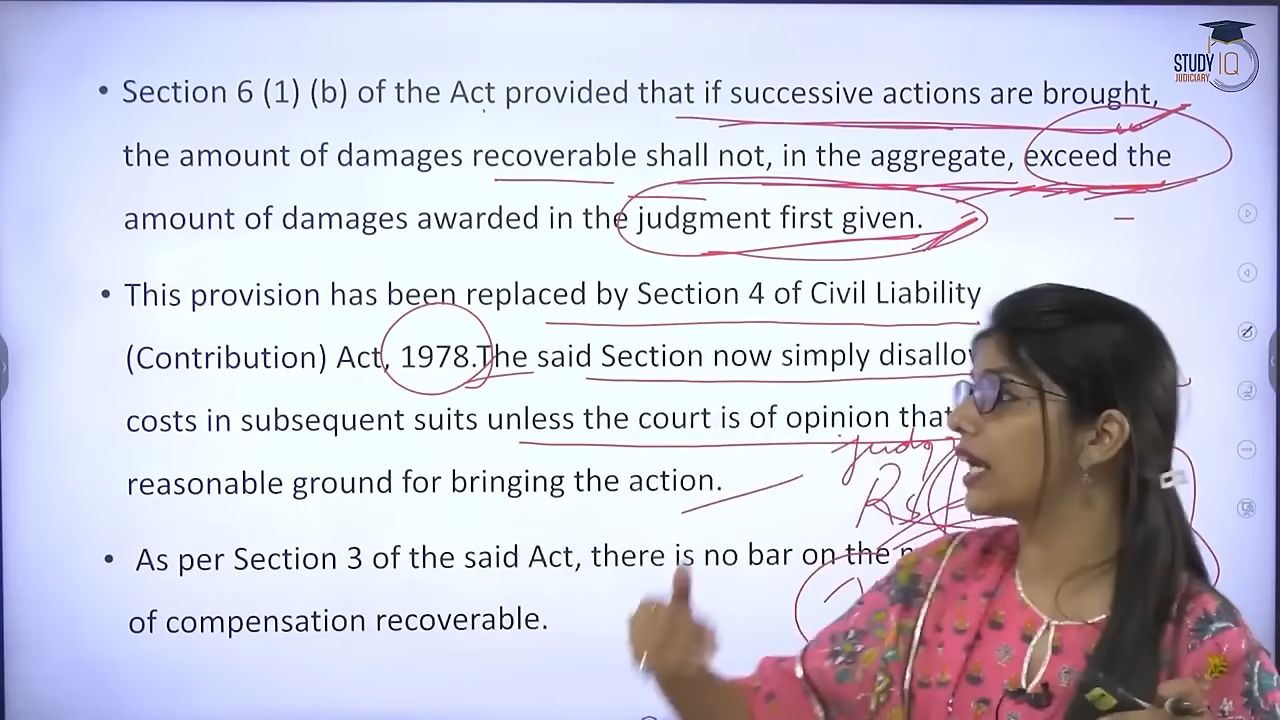 STUDY IQ
JUDICIARY
• Section 6 (1) (b) of the Act provided that if successive actions are brought,
the amount of damages recoverable shall not, in the aggregate, exceed the
amount of damages awarded in the judgment first given.
• This provision has been replaced by Section 4 of Civil Liability
(Contribution) Act, 1978.The said Section now simply
costs in subsequent suits unless the court is of opinion
reasonable ground for bringing the action.
• As per Section 3 of the said Act, there is no bar on the
of compensation recoverable.